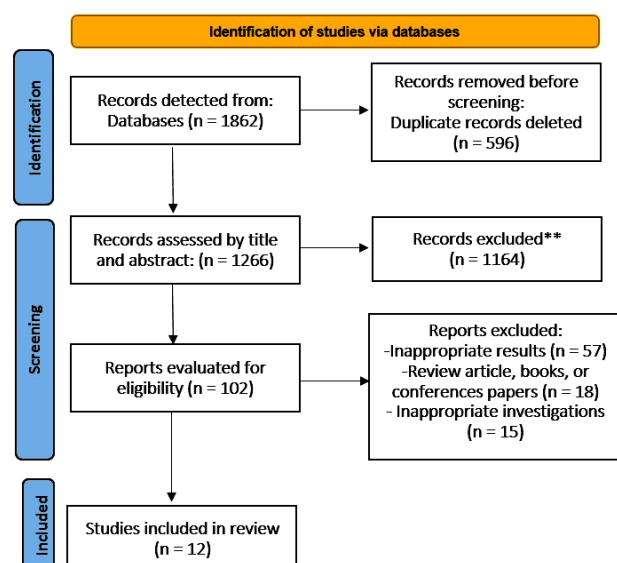 Identification of studies via databases
Identification
Records detected from:
Databases (n = 1862)
Records removed before
screening:
Duplicate records deleted
(n = 596)
Screening
Records assessed by title
and abstract: (n = 1266)
Records excluded**
(n = 1164)
Reports evaluated for
eligibility (n = 102)
Reports excluded:
-Inappropriate results (n = 57)
-Review article, books, or
conferences papers (n = 18)
- Inappropriate investigations
(n = 15)
Included
Studies included in review
(n = 12)